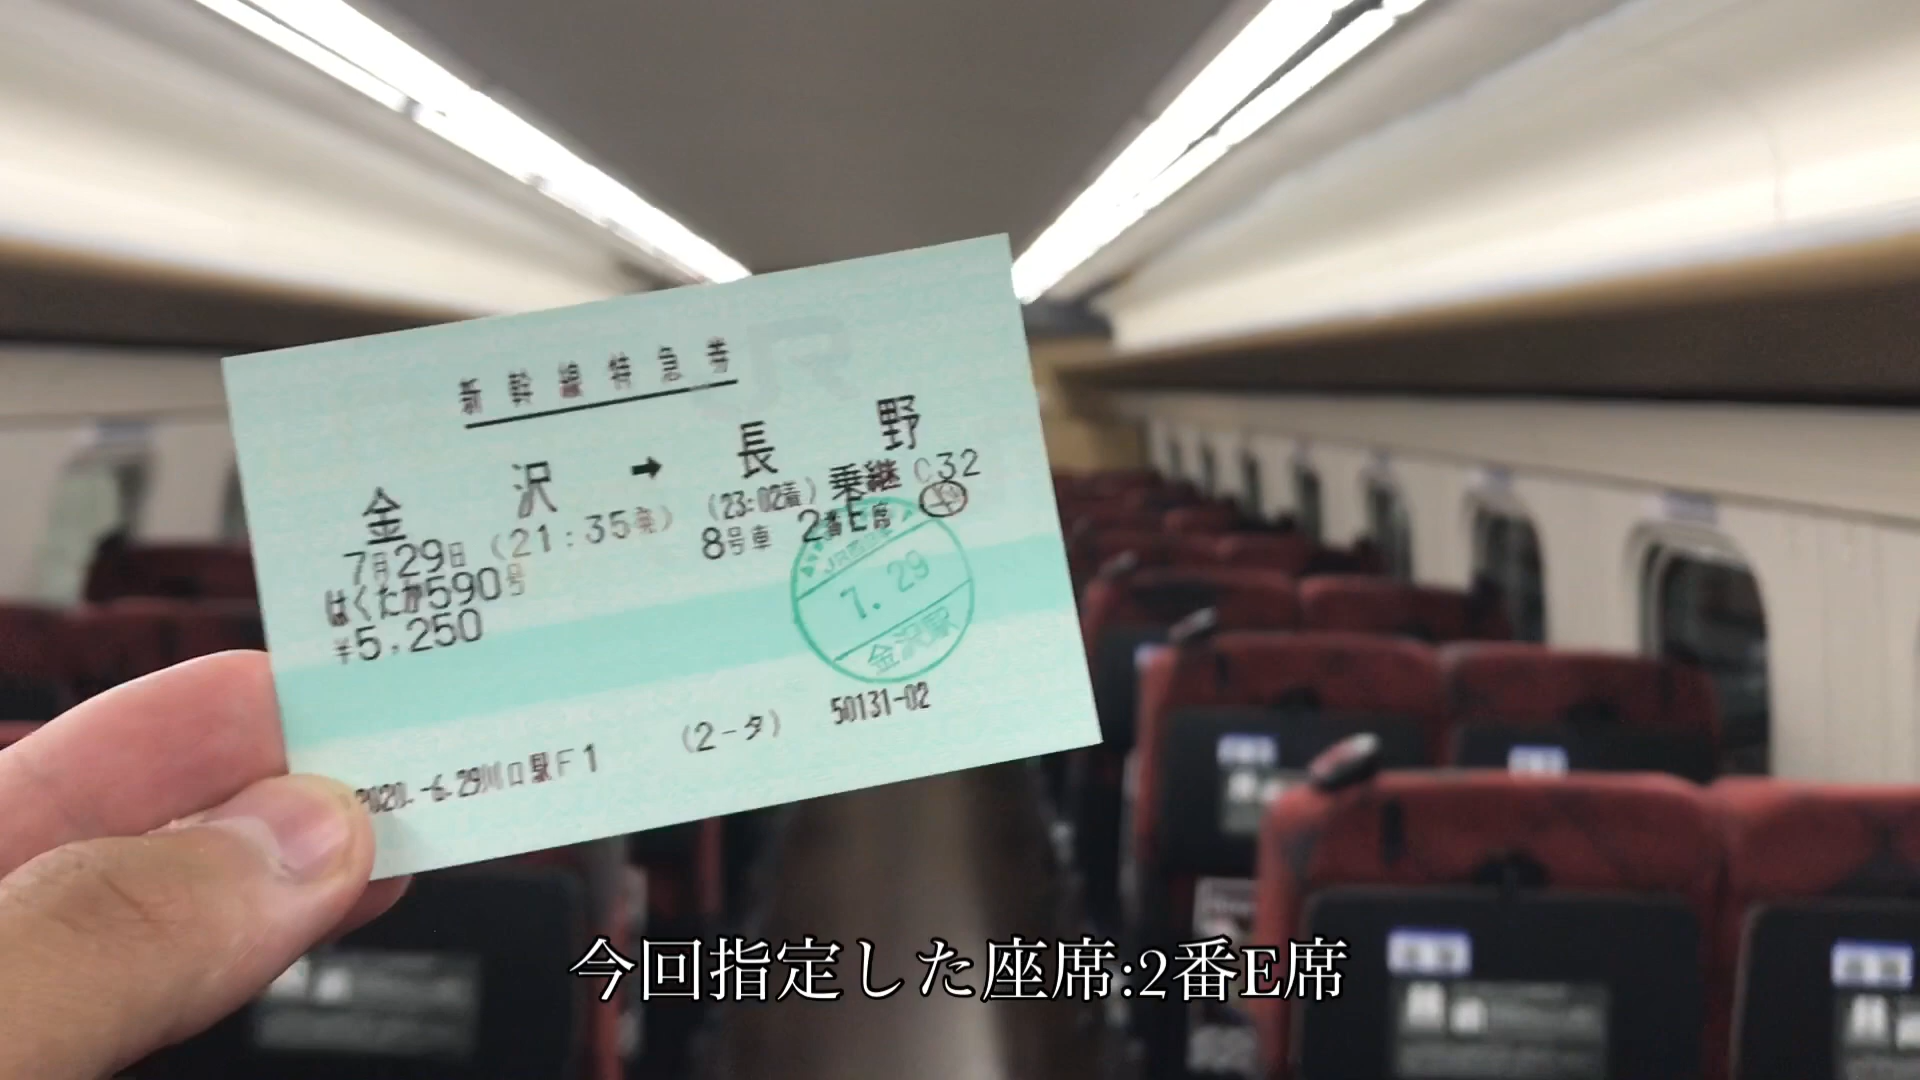 新幹線特急券
金沢 ➡ 長野
(21:35発) (23:02着) 乗継 C32
7月29日
8号車 2番E席
はくたか590号
¥5,250
7.29
金沢駅
2020.-6.29川口駅F1 (2-タ) 50131-02
今回指定した座席:2番E席